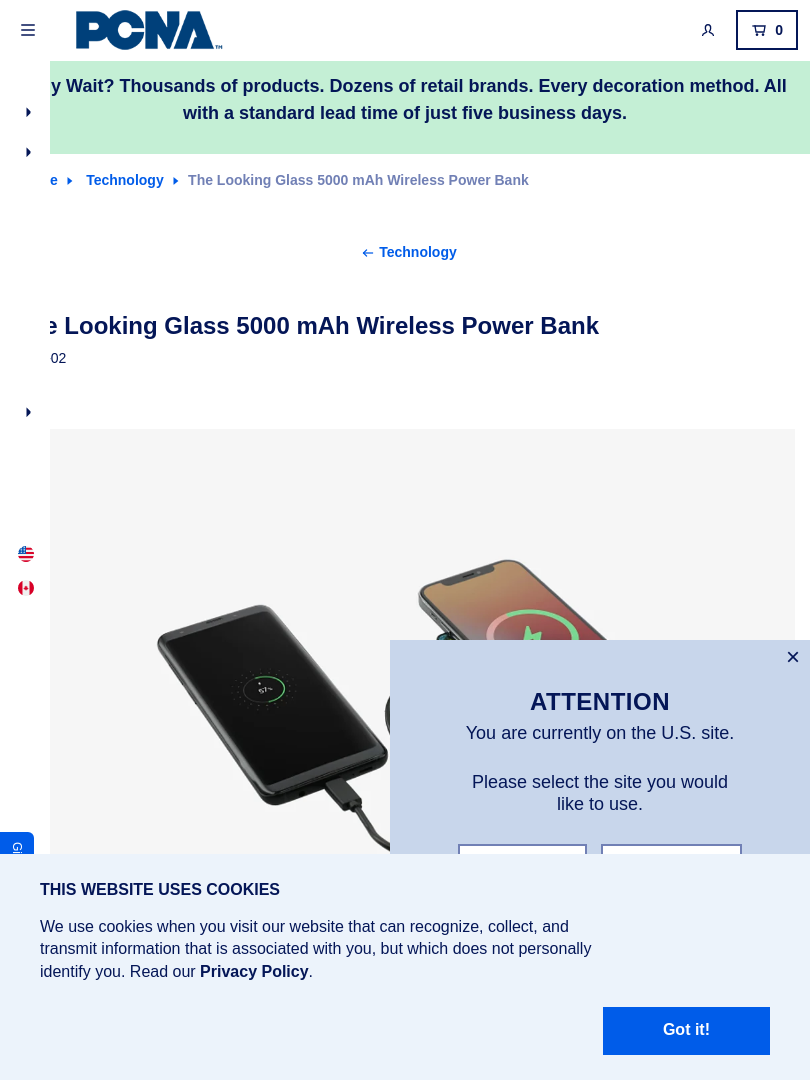 PCNA TM
0
y Wait? Thousands of products. Dozens of retail brands. Every decoration method. All
with a standard lead time of just five business days.
e Technology The Looking Glass 5000 mAh Wireless Power Bank
Technology
e Looking Glass 5000 mAh Wireless Power Bank
02
57%
ATTENTION
You are currently on the U.S. site.
Please select the site you would
like to use.
Gi
THIS WEBSITE USES COOKIES
We use cookies when you visit our website that can recognize, collect, and
transmit information that is associated with you, but which does not personally
identify you. Read our Privacy Policy.
Got it!